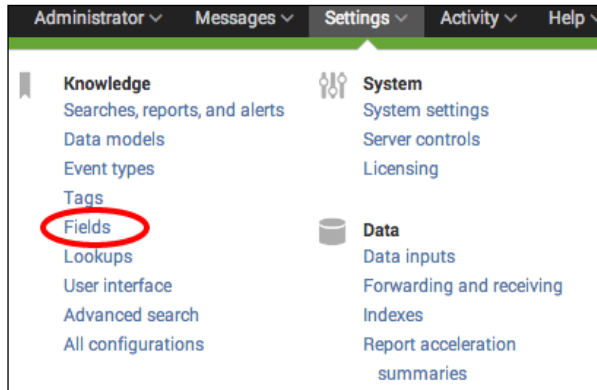 Administrator Messages Settings Activity Help
Knowledge
Searches, reports, and alerts
Data models
Event types
Tags
Fields
Lookups
User interface
Advanced search
All configurations
System
System settings
Server controls
Licensing
Data
Data inputs
Forwarding and receiving
Indexes
Report acceleration
summaries